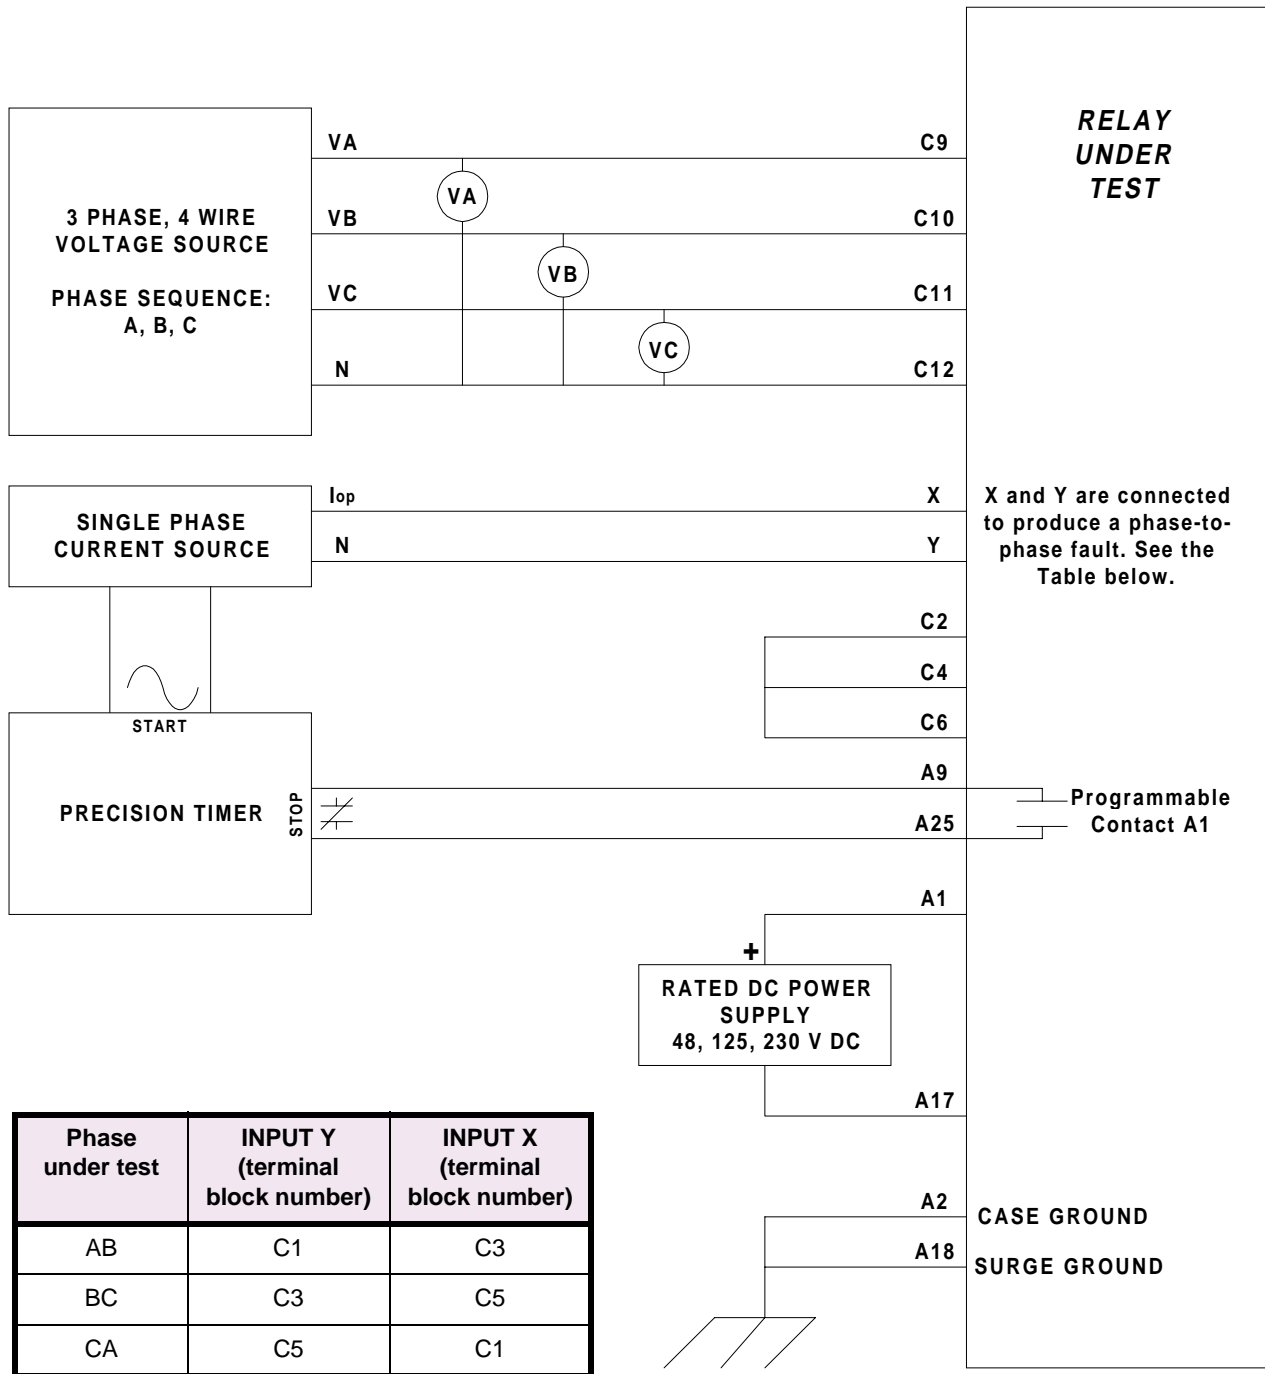 RELAY
UNDER
TEST
3 PHASE, 4 WIRE
VOLTAGE SOURCE
PHASE SEQUENCE:
A, B, C
VA
VA
C9
VB
VB
C10
VC
VC
C11
N
C12
SINGLE PHASE
CURRENT SOURCE
Iop
X
N
Y
X and Y are connected
to produce a phase-to-
phase fault. See the
Table below.
C2
C4
C6
START
PRECISION TIMER
STOP
A9
A25
Programmable
Contact A1
A1
+
RATED DC POWER
SUPPLY
48, 125, 230 V DC
A17
A2
CASE GROUND
A18
SURGE GROUND
Phase
under test
INPUT Y
(terminal
block number)
INPUT X
(terminal
block number)
AB C1 C3
BC C3 C5
CA C5 C1